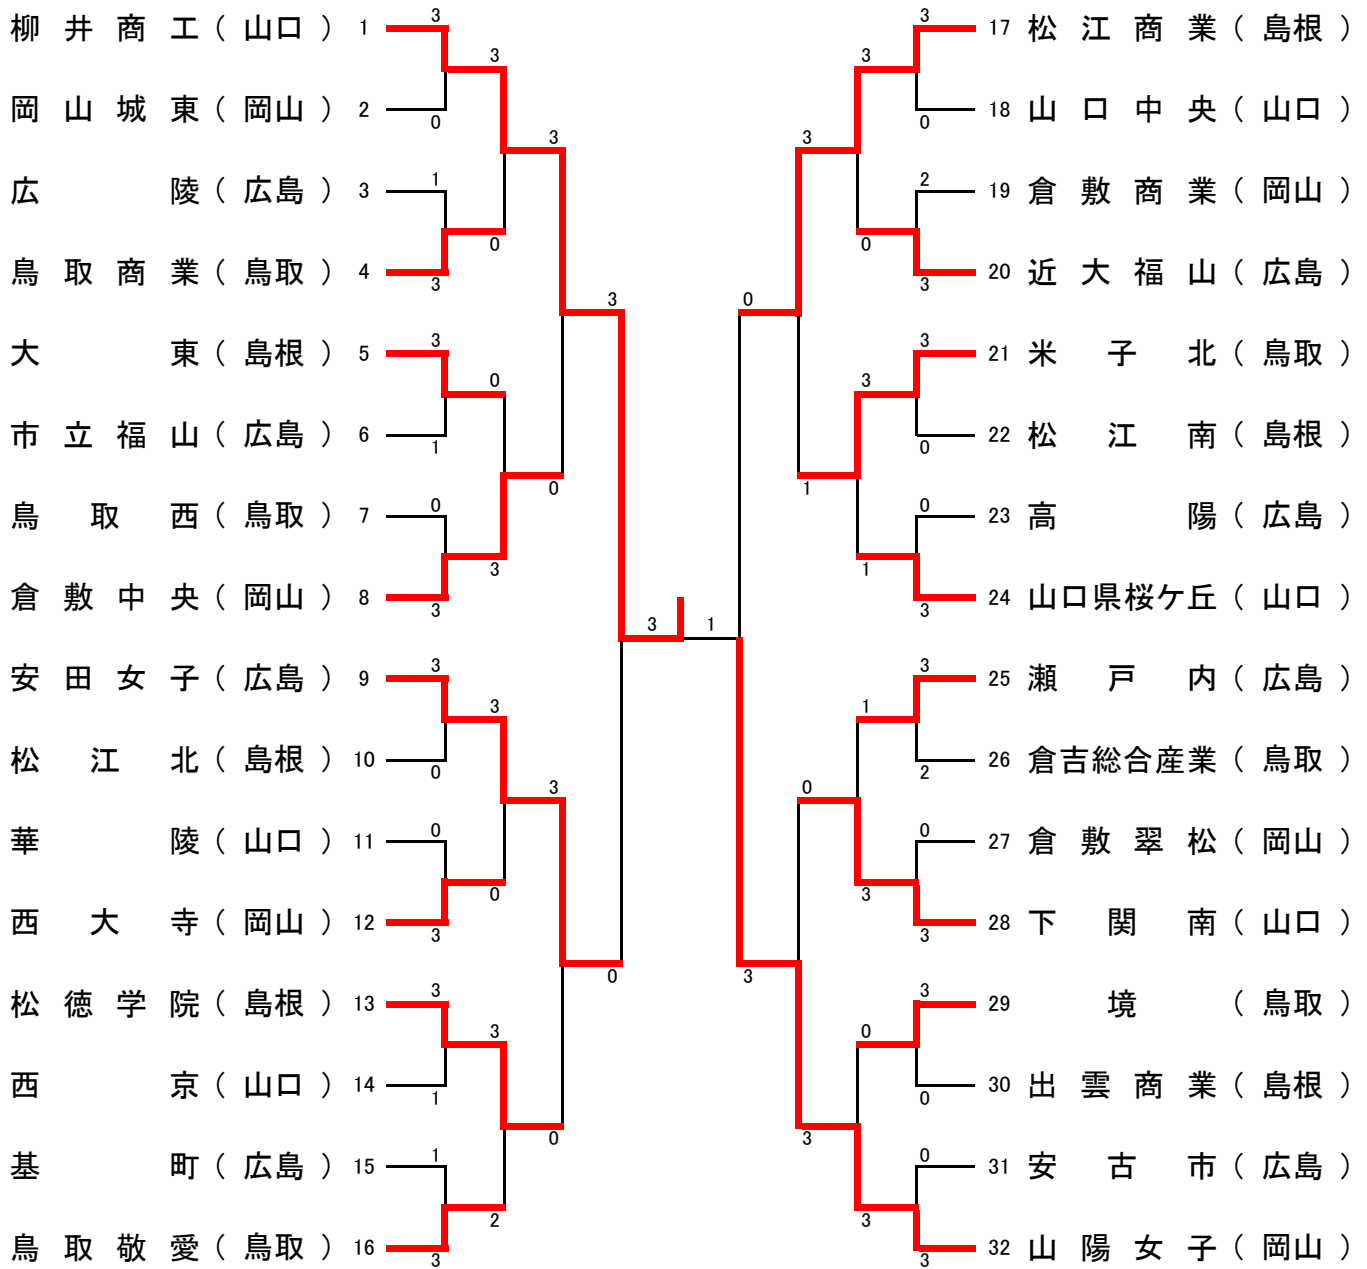 柳井商工（山口）1
岡山城東（岡山）2
広陵（広島）3
鳥取商業（鳥取）4
大東（島根）5
市立福山（広島）6
鳥取西（鳥取）7
倉敷中央（岡山）8
安田女子（広島）9
松江北（島根）10
華陵（山口）11
西大寺（岡山）12
松徳学院（島根）13
西京（山口）14
基町（広島）15
鳥取敬愛（鳥取）16
3
0
1
3
3
1
0
3
3
0
0
3
3
1
1
3
3
0
0
3
3
0
3
2
3
0
3
0
3
0
3
1
0
3
3
1
0
3
3
0
3
1
1
3
0
3
3
0
2
3
3
0
0
3
3
2
0
3
3
0
0
3
17 松江商業（島根）
18 山口中央（山口）
19 倉敷商業（岡山）
20 近大福山（広島）
21 米子北（鳥取）
22 松江南（島根）
23 高陽（広島）
24 山口県桜ケ丘（山口）
25 瀬戸内（広島）
26 倉吉総合産業（鳥取）
27 倉敷翠松（岡山）
28 下関南（山口）
29 境（鳥取）
30 出雲商業（島根）
31 安古市（広島）
32 山陽女子（岡山）